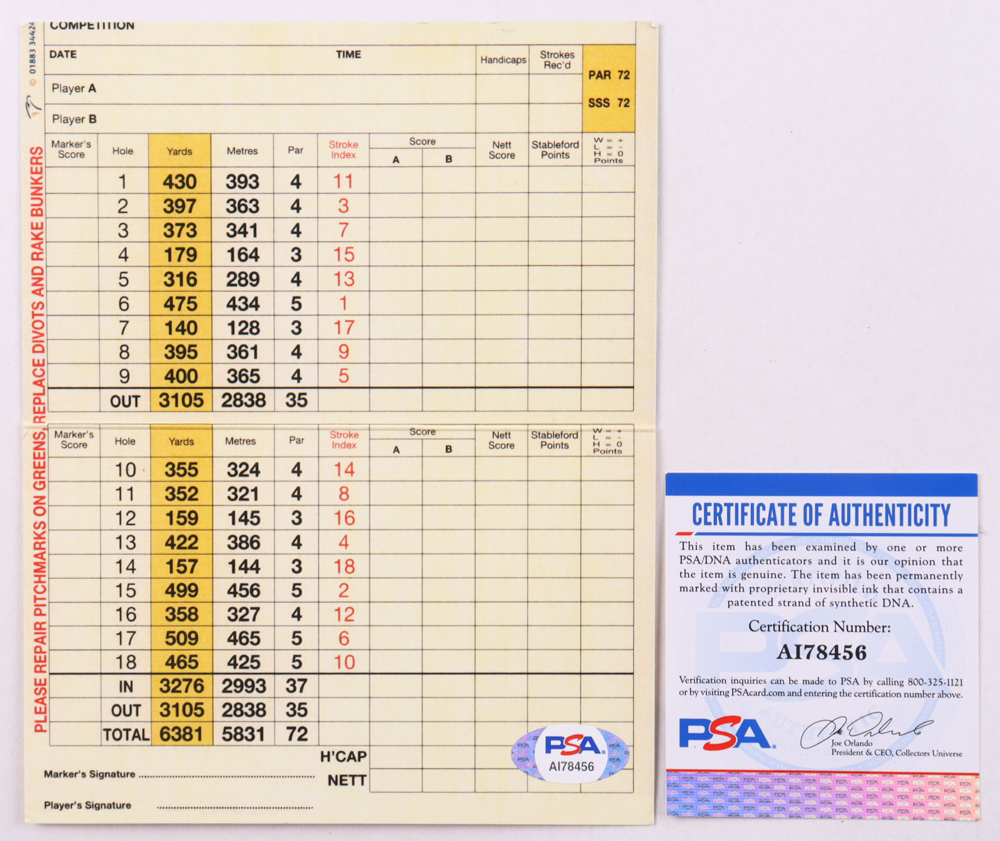 COMPETITION
DATE TIME Handicaps Strokes Rec'd PAR 72
SSS 72
Player A
Player B
Marker's Score Hole Yards Metres Par Stroke Index Score A B Nett Score Stableford Points W = + L = - H = 0 Points
1 430 393 4 11
2 397 363 4 3
3 373 341 4 7
4 179 164 3 15
5 316 289 4 13
6 475 434 5 1
7 140 128 3 17
8 395 361 4 9
9 400 365 4 5
OUT 3105 2838 35
Marker's Score Hole Yards Metres Par Stroke Index Score A B Nett Score Stableford Points W = + L = - H = 0 Points
10 355 324 4 14
11 352 321 4 8
12 159 145 3 16
13 422 386 4 4
14 157 144 3 18
15 499 456 5 2
16 358 327 4 12
17 509 465 5 6
18 465 425 5 10
IN 3276 2993 37
OUT 3105 2838 35
TOTAL 6381 5831 72
H'CAP
Marker's Signature NETT
Player's Signature
PSA
AI78456
PLEASE REPAIR PITCHMARKS ON GREENS, REPLACE DIVOTS AND RAKE BUNKERS
© 01883 34424
CERTIFICATE OF AUTHENTICITY
This item has been examined by one or more
PSA/DNA authenticators and it is our opinion that
the item is genuine. The item has been permanently
marked with proprietary invisible ink that contains a
patented strand of synthetic DNA.
Certification Number:
AI78456
Verification inquiries can be made to PSA by calling 800-325-1121
or by visiting PSAcard.com and entering the certification number above.
PSA
Joe Orlando
President & CEO, Collectors Universe